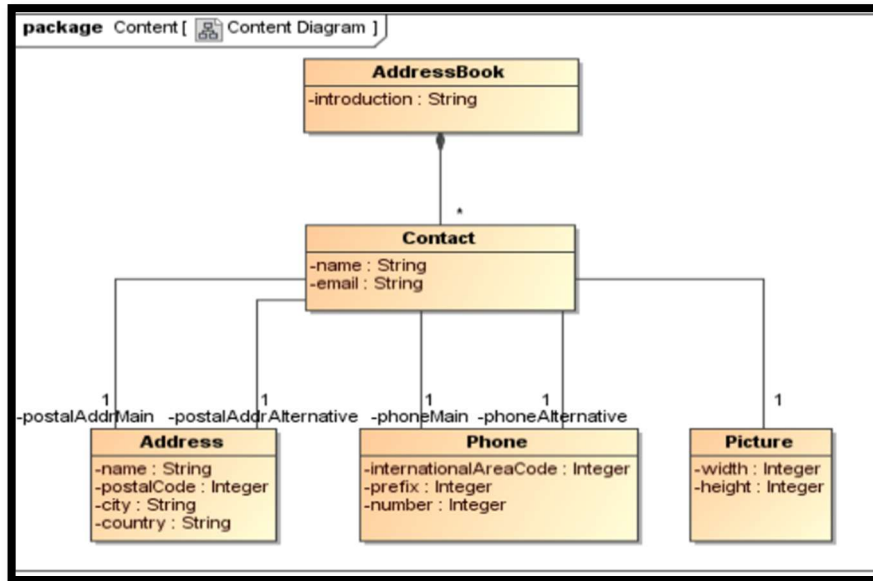 package Content [ Content Diagram ]
AddressBook
-introduction : String
*
Contact
-name : String
-email : String
1 1 1 1 1
-postalAddrMain -postalAddrAlternative -phoneMain -phoneAlternative
Address
-name : String
-postalCode : Integer
-city : String
-country : String
Phone
-internationalAreaCode : Integer
-prefix : Integer
-number : Integer
Picture
-width : Integer
-height : Integer